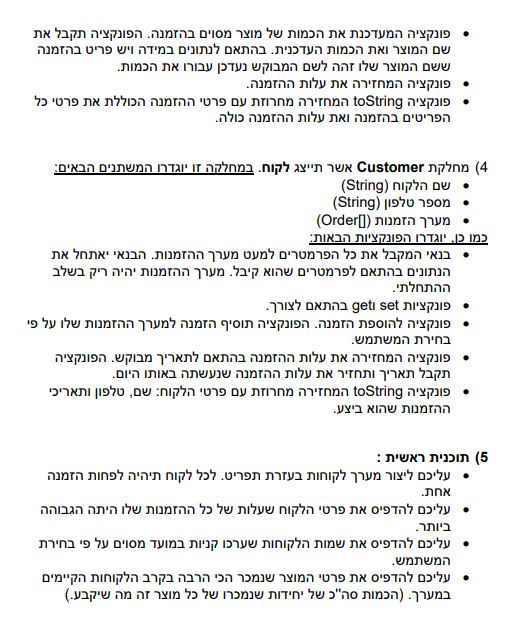 • פונקציה המעדכנת את הכמות של מוצר מסוים בהזמנה. הפונקציה תקבל את
שם המוצר ואת הכמות העדכנית. בהתאם לנתונים במידה ויש פריט בהזמנה
ששם המוצר שלו זהה לשם המבוקש נעדכן עבורו את הכמות.
• פונקציה המחזירה את עלות ההזמנה.
• פונקציה toString המחזירה מחרוזת עם פרטי ההזמנה הכוללת את פרטי כל
הפריטים בהזמנה ואת עלות ההזמנה כולה.
4) מחלקת Customer אשר תייצג לקוח. במחלקה זו יוגדרו המשתנים הבאים:
• שם הלקוח (String)
• מספר טלפון (String)
• מערך הזמנות (Order[])
כמו כן, יוגדרו הפונקציות הבאות:
• בנאי המקבל את כל הפרמטרים למעט מערך ההזמנות. הבנאי יאתחל את
הנתונים בהתאם לפרמטרים שהוא קיבל. מערך ההזמנות יהיה ריק בשלב
ההתחלתי.
• פונקציות set וget בהתאם לצורך.
• פונקציה להוספת הזמנה. הפונקציה תוסיף הזמנה למערך ההזמנות שלו על פי
בחירת המשתמש.
• פונקציה המחזירה את עלות ההזמנה בהתאם לתאריך מבוקש. הפונקציה
תקבל תאריך ותחזיר את עלות ההזמנה שנעשתה באותו היום.
• פונקציה toString המחזירה מחרוזת עם פרטי הלקוח: שם, טלפון ותאריכי
ההזמנות שהוא ביצע.
5) תוכנית ראשית :
• עליכם ליצור מערך לקוחות בעזרת תפריט. לכל לקוח תיהיה לפחות הזמנה
אחת.
• עליכם להדפיס את פרטי הלקוח שעלות של כל ההזמנות שלו היתה הגבוהה
ביותר.
• עליכם להדפיס את שמות הלקוחות שערכו קניות במועד מסוים על פי בחירת
המשתמש.
• עליכם להדפיס את פרטי המוצר שנמכר הכי הרבה בקרב הלקוחות הקיימים
במערך. (הכמות סה"כ של יחידות שנמכרו של כל מוצר זה מה שיקבע.)